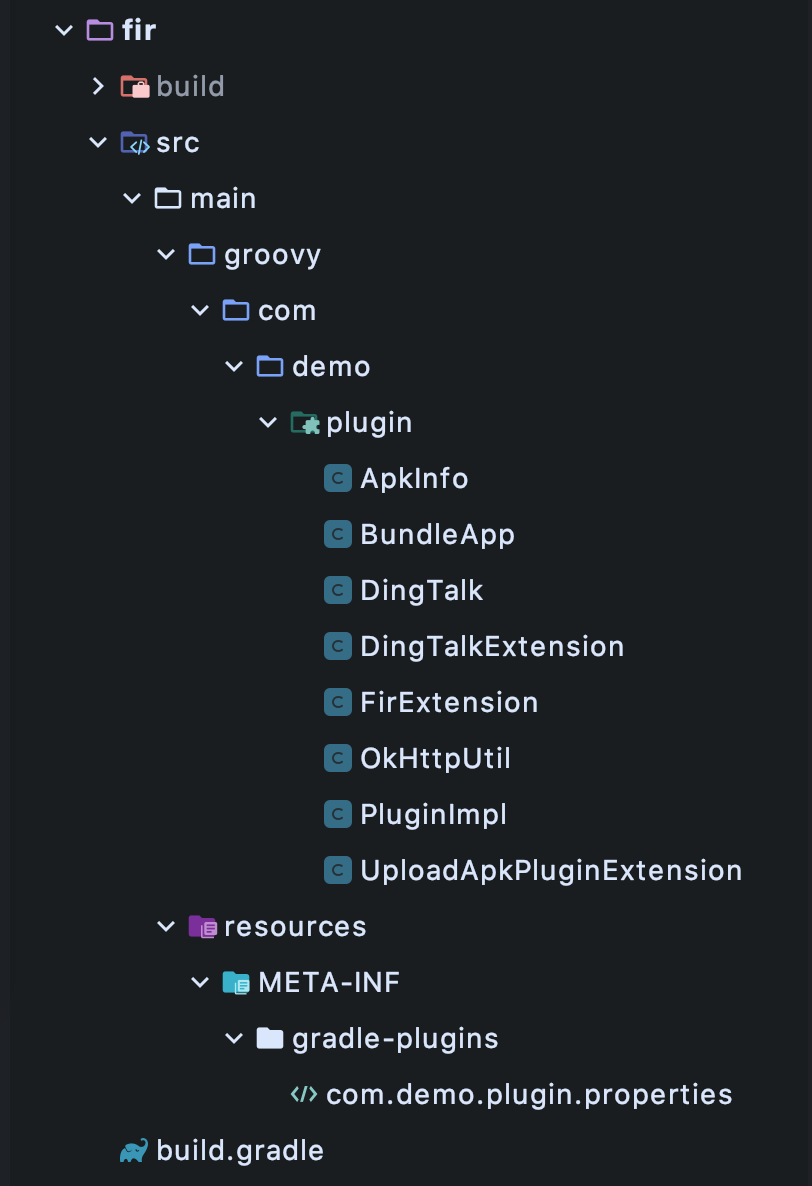 fir
build
src
main
groovy
com
demo
plugin
ApkInfo
BundleApp
DingTalk
DingTalkExtension
FirExtension
OkHttpUtil
PluginImpl
UploadApkPluginExtension
resources
META-INF
gradle-plugins
com.demo.plugin.properties
build.gradle